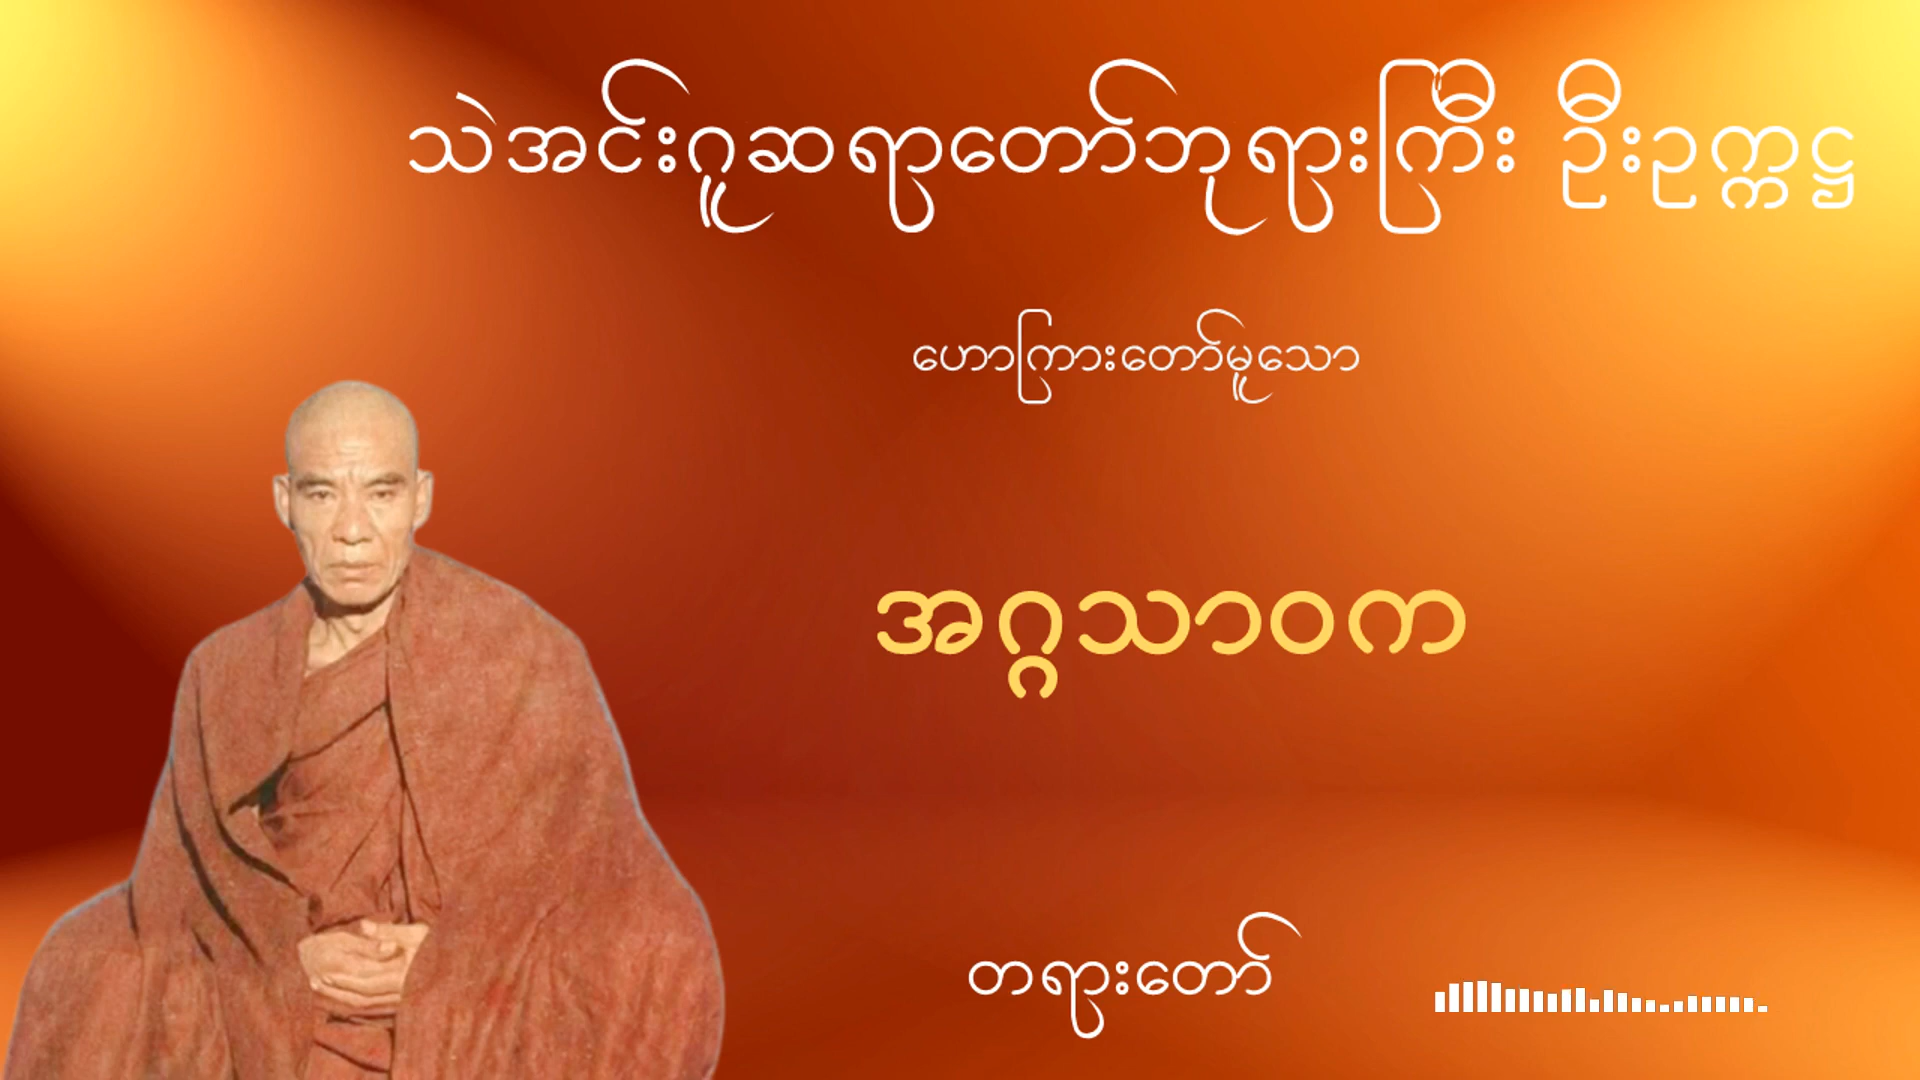 သဲအင်းဂူဆရာတော်ဘုရားကြီး ဦးဥက္ကဋ္ဌ
ဟောကြားတော်မူသော
အဂ္ဂသာဝက
တရားတော်